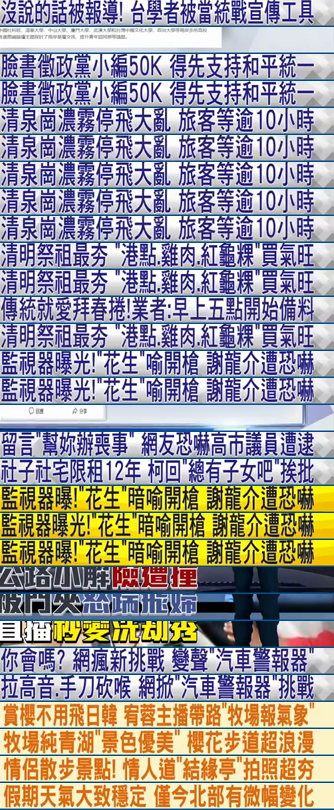 沒說的話被報導! 台學者被當統戰宣傳工具
臉書徵政黨小編50K 得先支持和平統一
臉書徵政黨小編50K 得先支持和平統一
清泉崗濃霧停飛大亂 旅客等逾10小時
清泉崗濃霧停飛大亂 旅客等逾10小時
清泉崗濃霧停飛大亂 旅客等逾10小時
清泉崗濃霧停飛大亂 旅客等逾10小時
清泉崗濃霧停飛大亂 旅客等逾10小時
清明祭祖最夯 "港點.雞肉.紅龜粿"買氣旺
清明祭祖最夯 "港點.雞肉.紅龜粿"買氣旺
傳統就愛拜春捲!業者:早上五點開始備料
清明祭祖最夯 "港點.雞肉.紅龜粿"買氣旺
監視器曝光!"花生"喻開槍 謝龍介遭恐嚇
監視器曝光!"花生"喻開槍 謝龍介遭恐嚇
回應 分享
留言"幫妳辦喪事" 網友恐嚇高市議員遭逮
社子社宅限租12年 柯回"總有子女吧"挨批
監視器曝!"花生"暗喻開槍 謝龍介遭恐嚇
監視器曝光!"花生"暗喻開槍 謝龍介遭恐嚇
監視器曝!"花生"暗喻開槍 謝龍介遭恐嚇
公路小解險遭撞
破門夾恐瑞抓婦
直播秒變洗劫秀
你會嗎? 網瘋新挑戰 變聲"汽車警報器"
拉高音.手刀砍喉 網掀"汽車警報器"挑戰
賞櫻不用飛日韓 宥蓉主播帶路"牧場報氣象"
牧場純青湖"景色優美" 櫻花步道超浪漫
情侶散步景點! 情人道"結緣亭"拍照超夯
假期天氣大致穩定 僅今北部有微幅變化